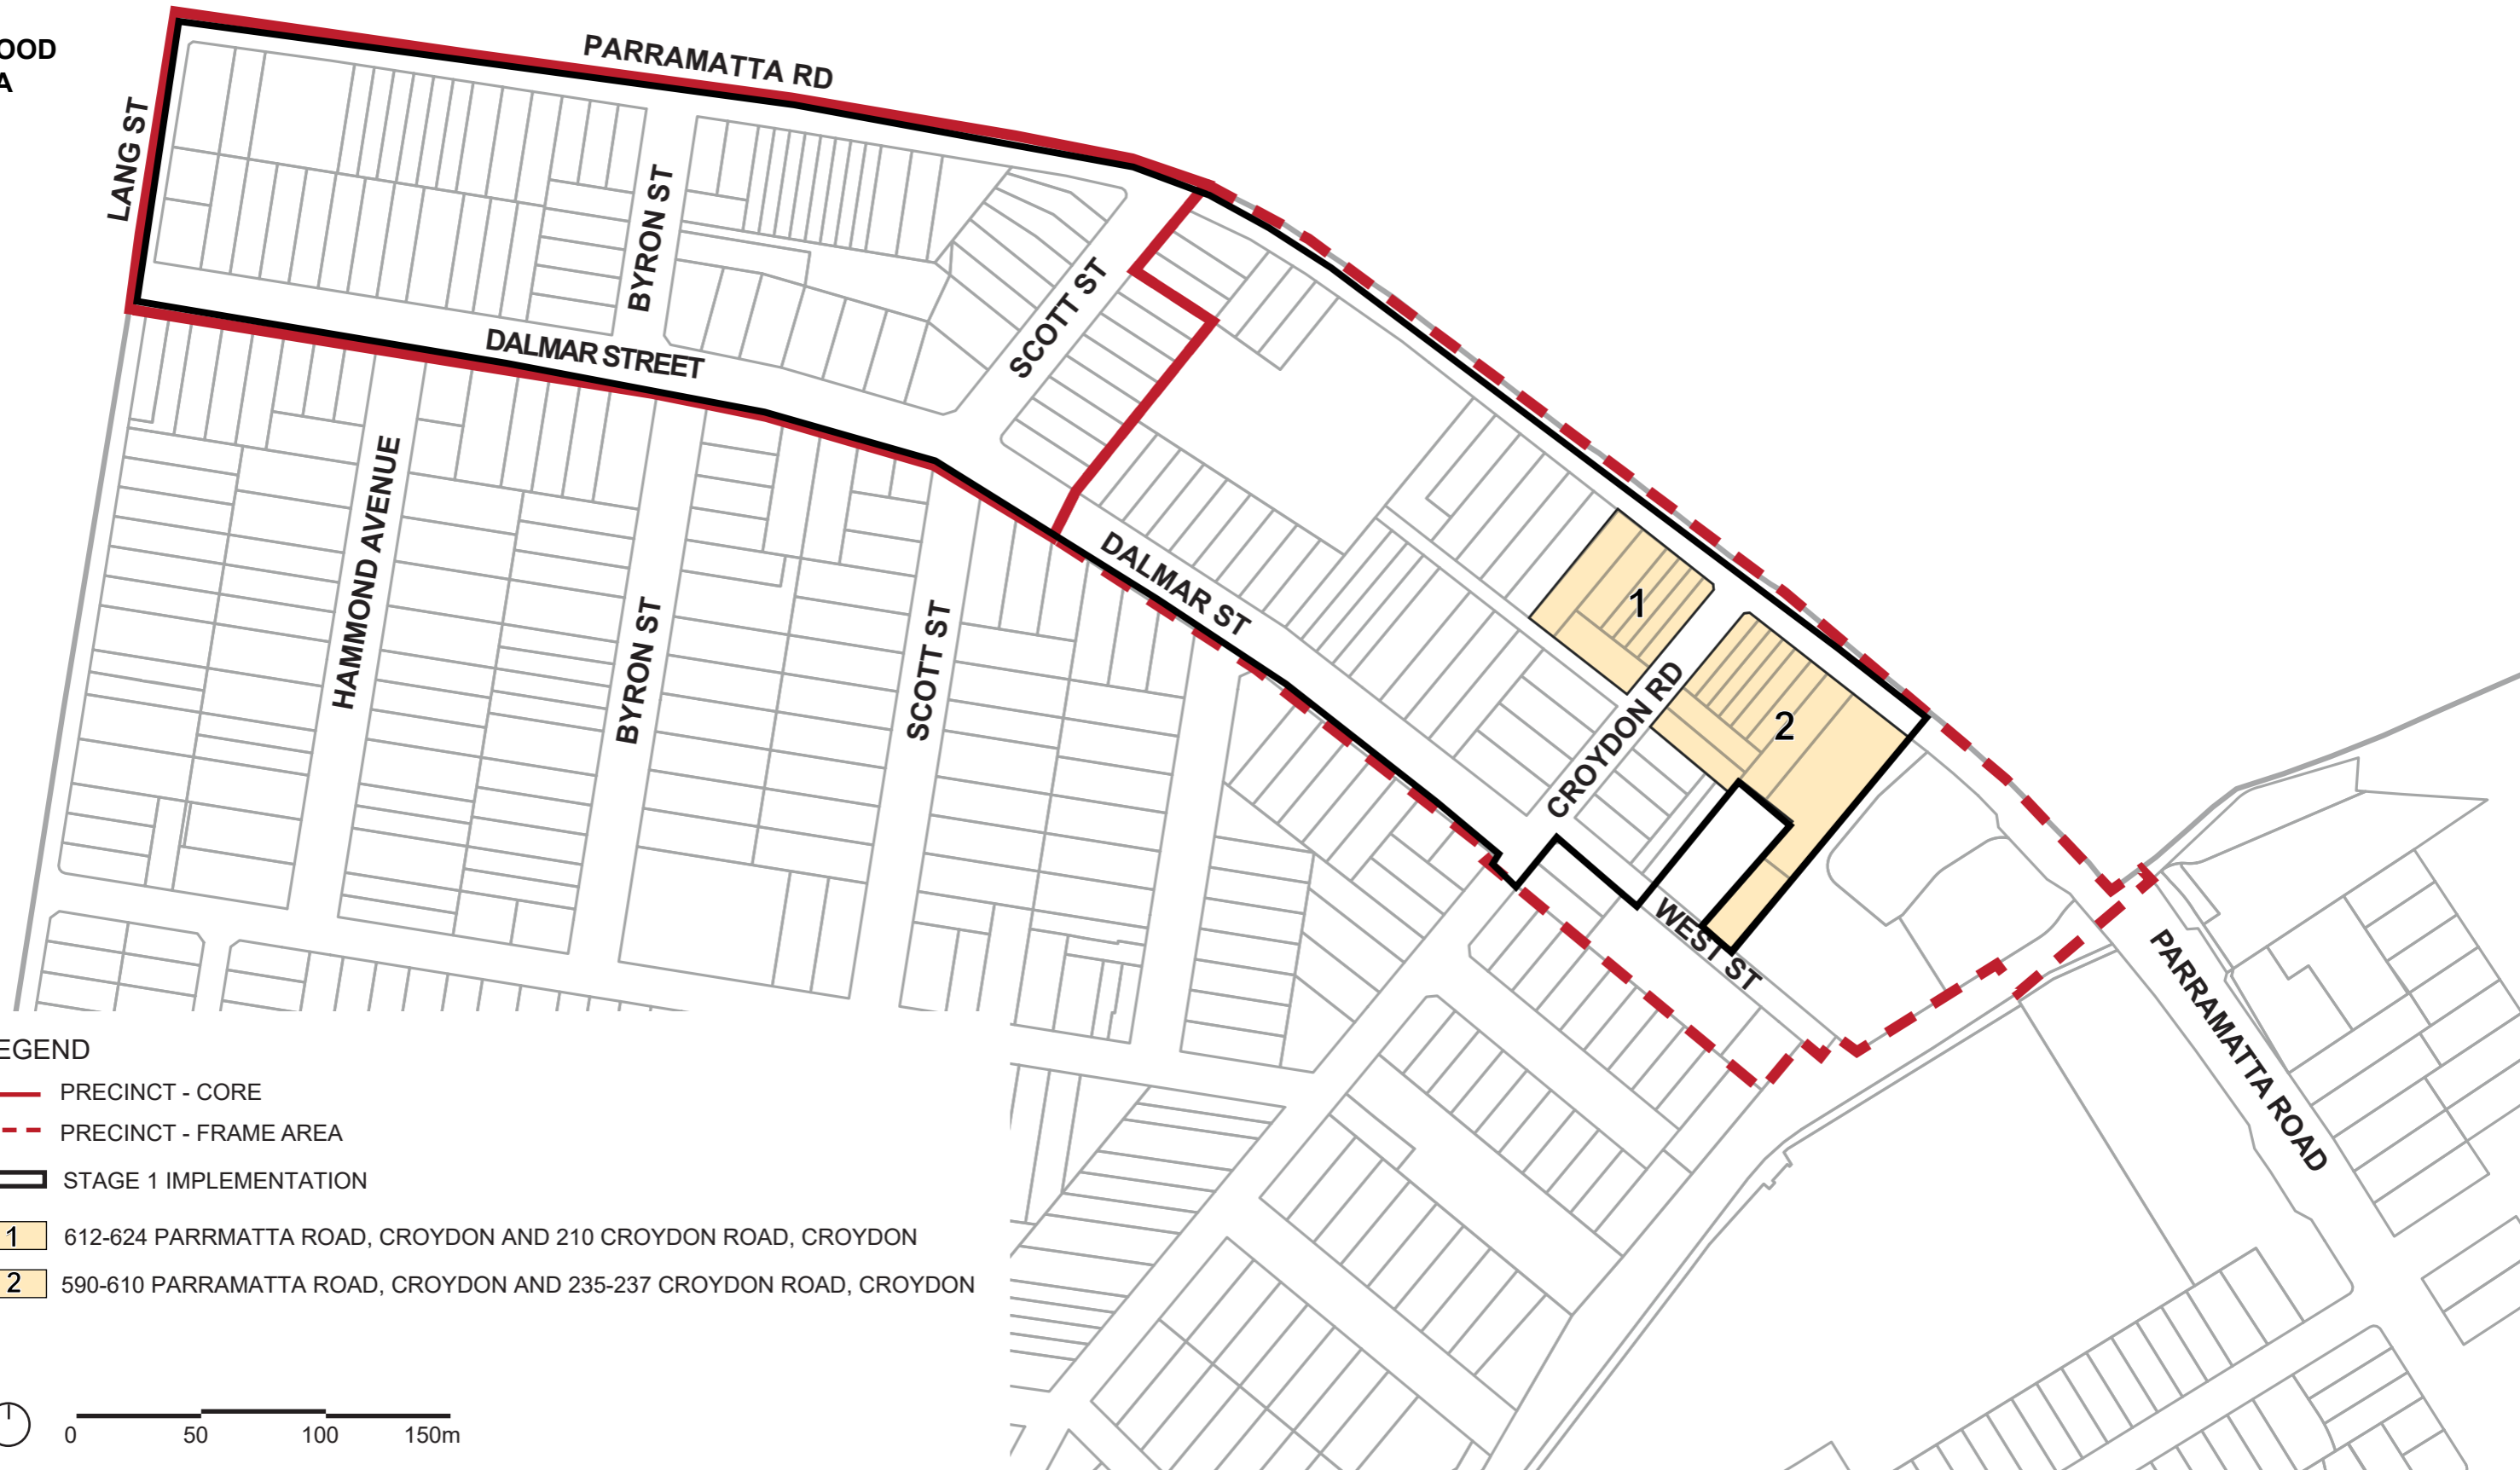 OOD
A
PARRAMATTA RD
LANG ST
BYRON ST
SCOTT ST
DALMAR STREET
HAMMOND AVENUE
BYRON ST
SCOTT ST
DALMAR ST
1
2
CROYDON RD
WEST ST
PARRAMATTA ROAD
EGEND
PRECINCT - CORE
PRECINCT - FRAME AREA
STAGE 1 IMPLEMENTATION
1 612-624 PARRMATTA ROAD, CROYDON AND 210 CROYDON ROAD, CROYDON
2 590-610 PARRAMATTA ROAD, CROYDON AND 235-237 CROYDON ROAD, CROYDON
0 50 100 150m